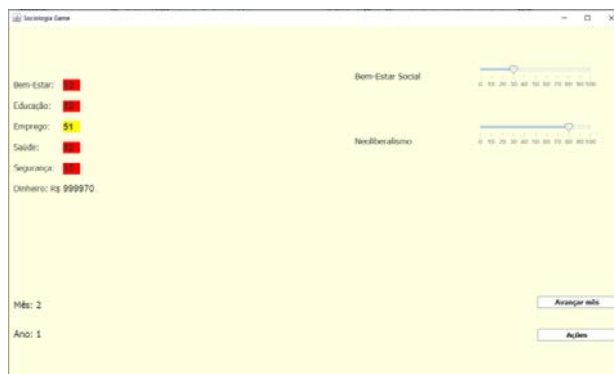 Sociologia Game
Bem-Estar:
Educação:
Emprego: 51
Saúde:
Segurança:
Dinheiro: R$ 999970
Mês: 2
Ano: 1
Bem-Estar Social
0 10 20 30 40 50 60 70 80 90 100
Neoliberalismo
0 10 20 30 40 50 60 70 80 90 100
Avançar mês
Ações